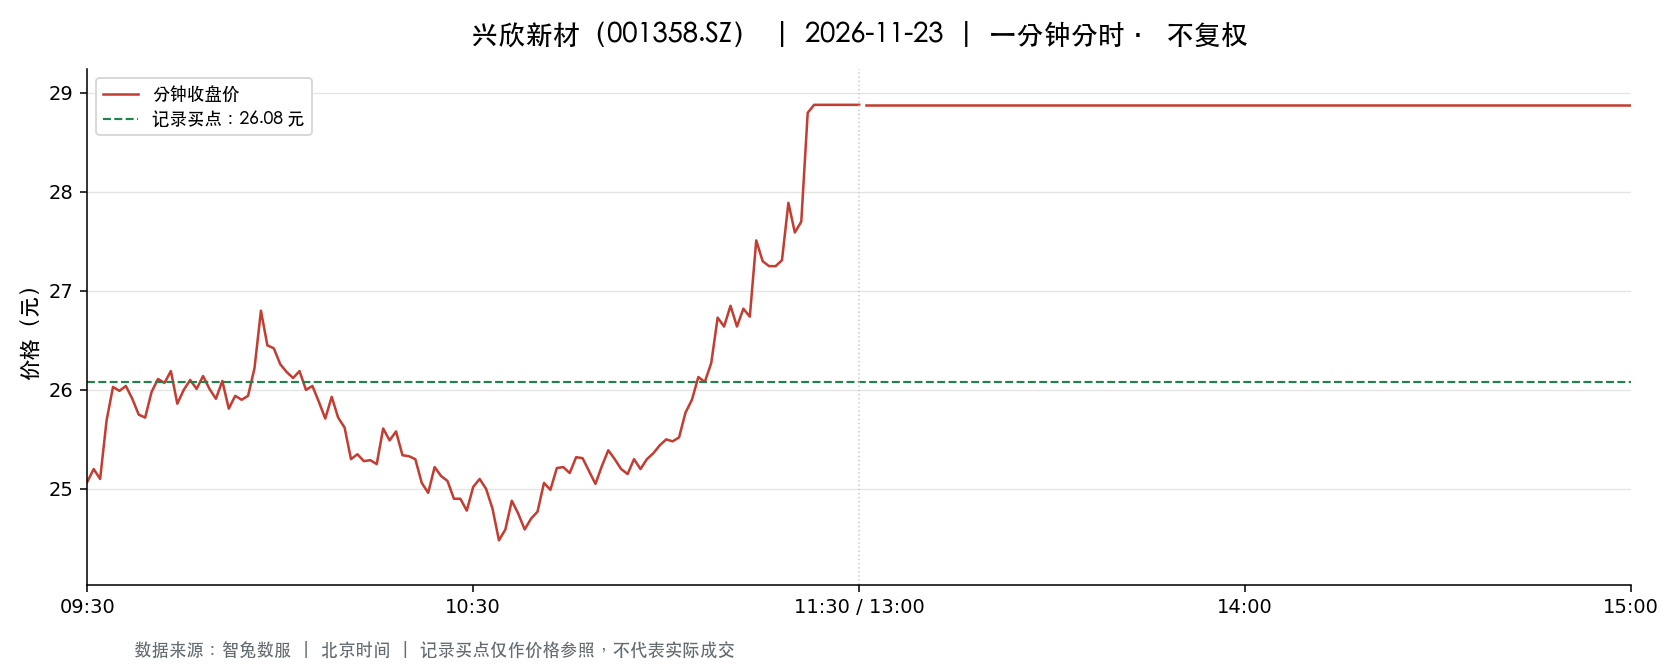 兴欣新材（001358.SZ） | 2026-11-23 | 一分钟分时 · 不复权
分钟收盘价
记录买点：26.08 元
价格（元）
29
28
27
26
25
09:30
10:30
11:30 / 13:00
14:00
15:00
数据来源：智兔数服 | 北京时间 | 记录买点仅作价格参照，不代表实际成交